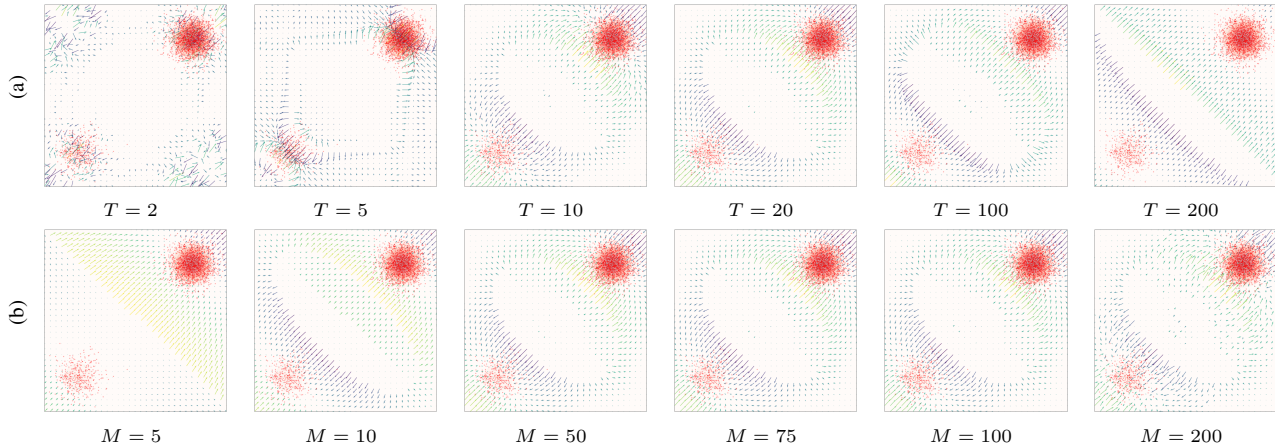 (a)
T = 2 T = 5 T = 10 T = 20 T = 100 T = 200
(b)
M = 5 M = 10 M = 50 M = 75 M = 100 M = 200